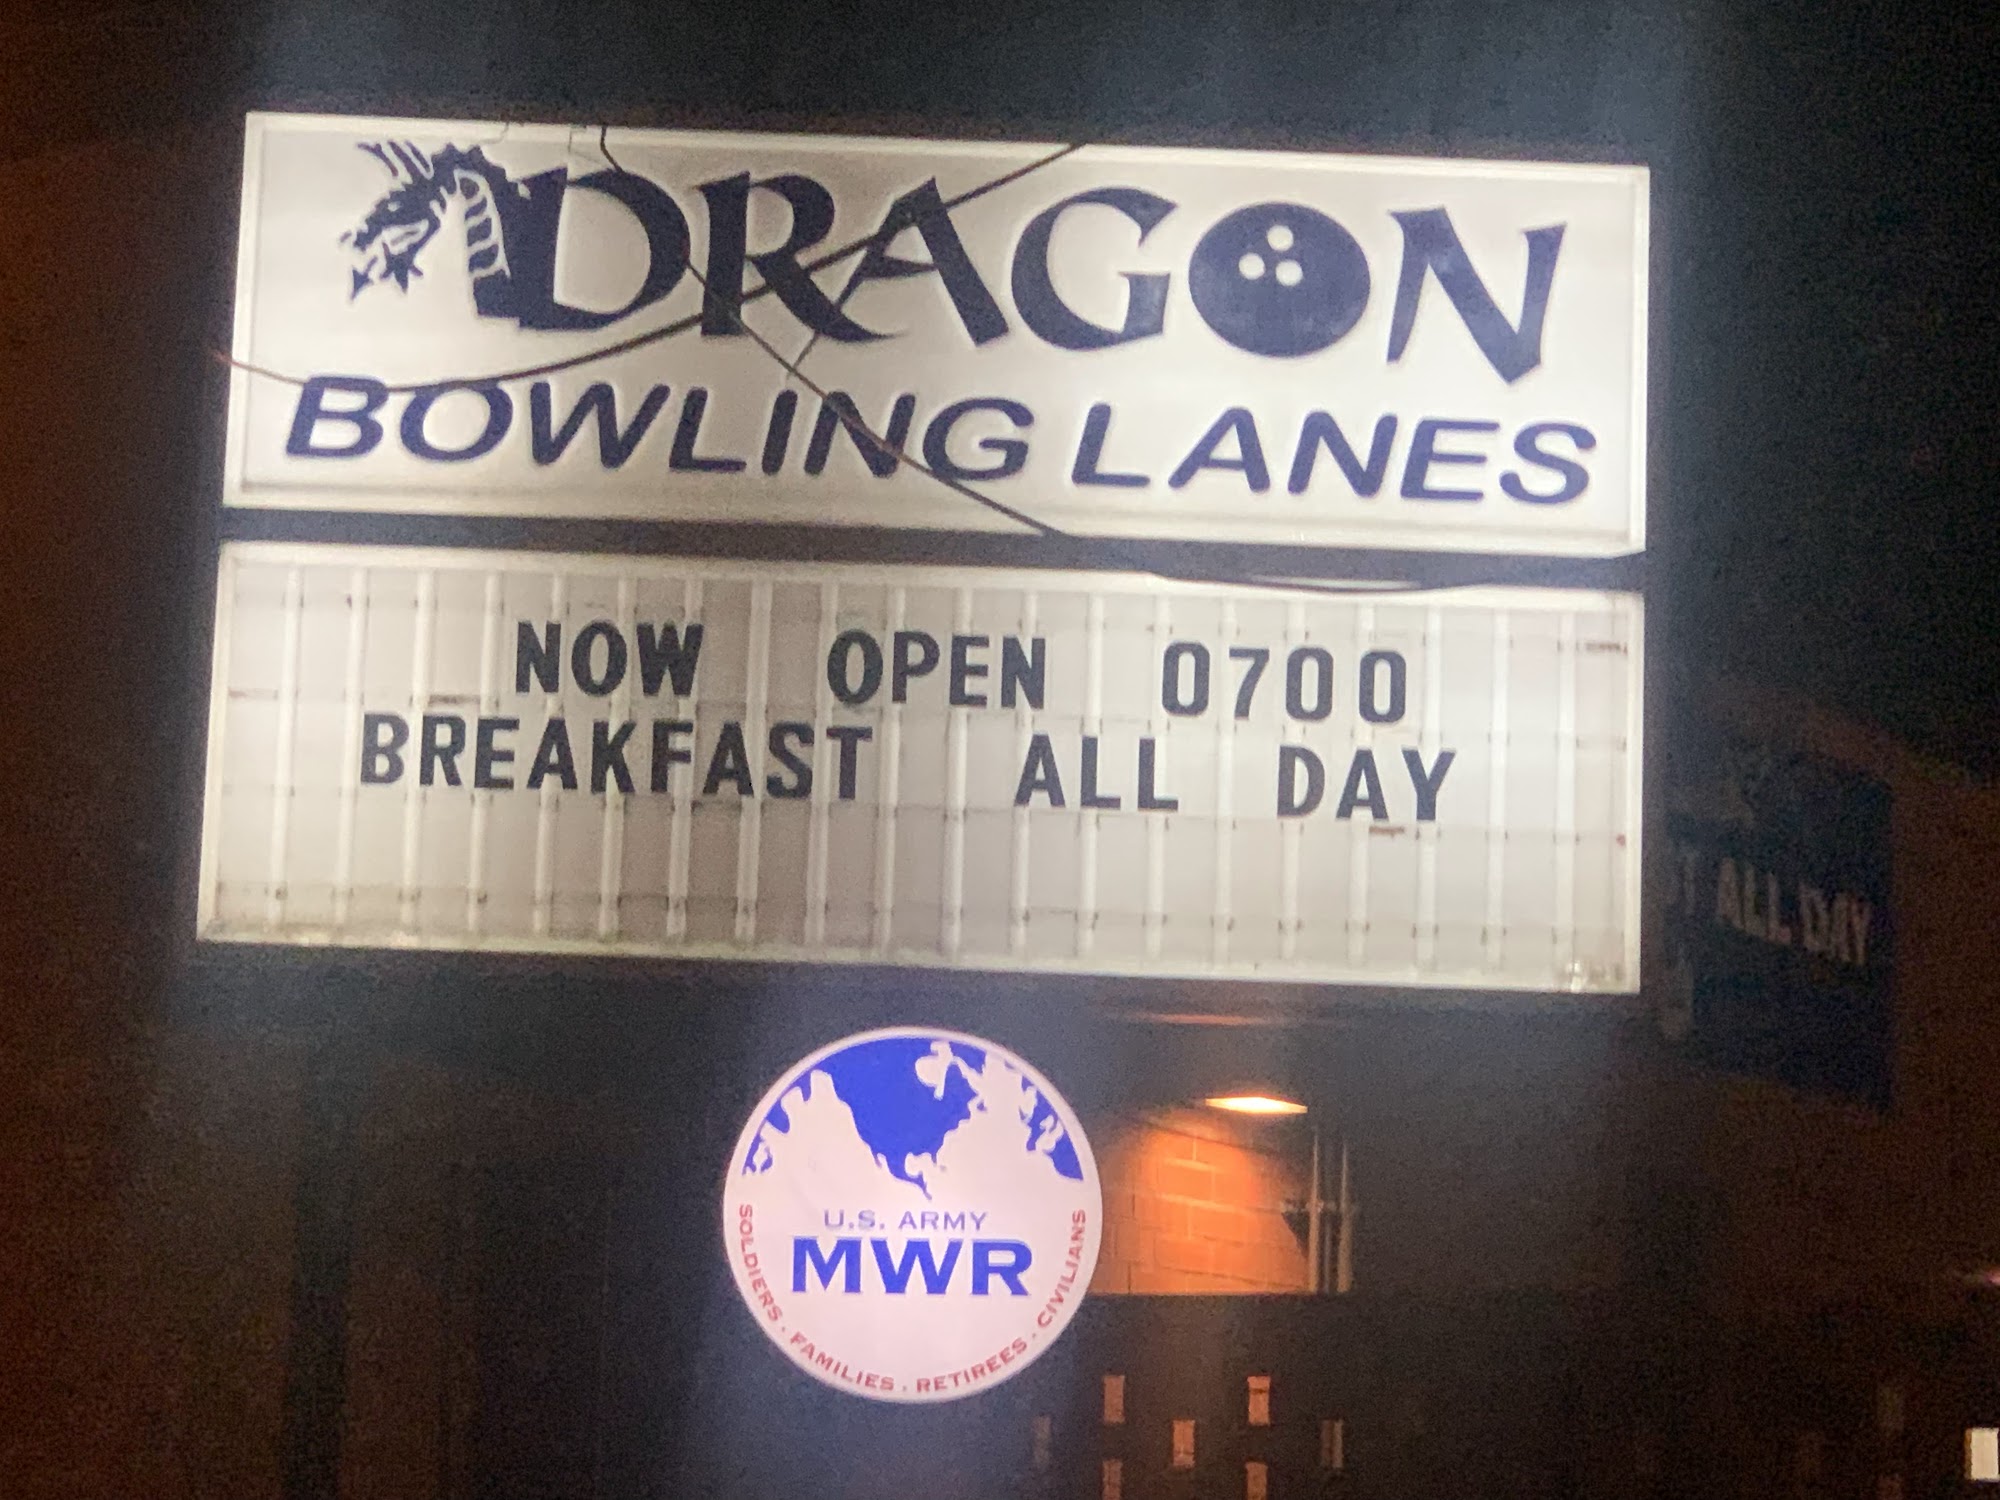 DRAGON
BOWLING LANES
NOW OPEN 0700
BREAKFAST ALL DAY
ALL DAY
U.S. ARMY
MWR
SOLDIERS · FAMILIES · RETIREES · CIVILIANS